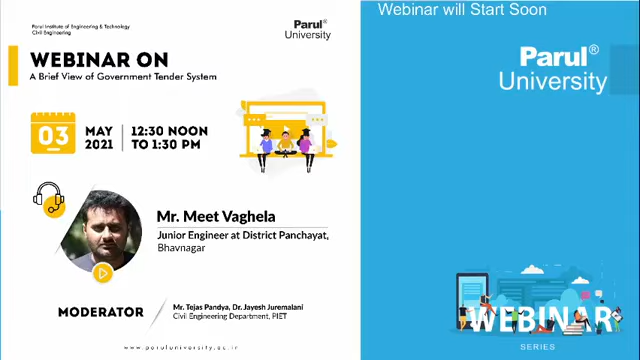 Parul Institute of Engineering & Technology
Civil Engineering
Parul®
University
WEBINAR ON
A Brief View of Government Tender System
03
MAY
2021
12:30 NOON
TO 1:30 PM
Mr. Meet Vaghela
Junior Engineer at District Panchayat,
Bhavnagar
MODERATOR
Mr. Tejas Pandya, Dr. Jayesh Juremalani
Civil Engineering Department, PIET
www.paruluniversity.ac.in
Webinar will Start Soon
Parul®
University
WEBINAR
SERIES